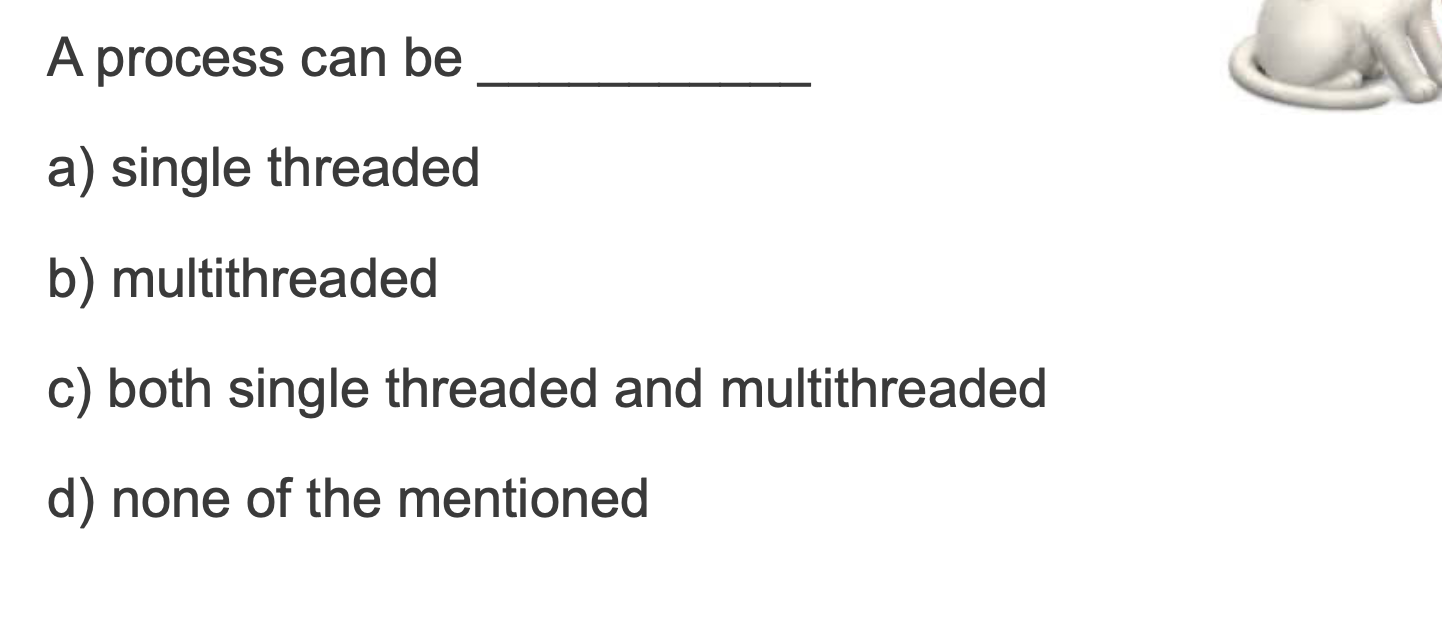 A process can be ___________
a) single threaded
b) multithreaded
c) both single threaded and multithreaded
d) none of the mentioned